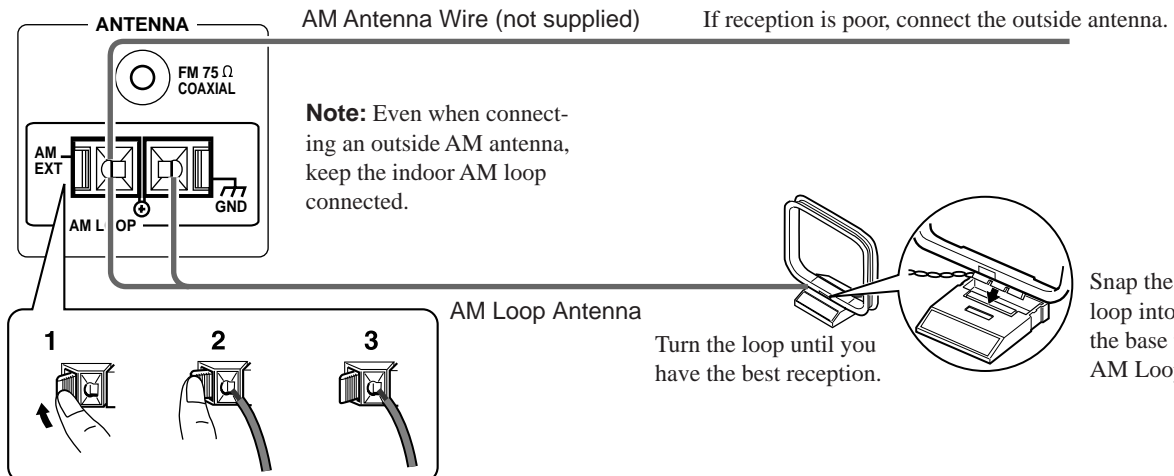 ANTENNA
AM Antenna Wire (not supplied)
If reception is poor, connect the outside antenna.
FM 75 Ω
COAXIAL
Note: Even when connect-
ing an outside AM antenna,
keep the indoor AM loop
connected.
AM
EXT
GND
AM LOOP
AM Loop Antenna
Turn the loop until you
have the best reception.
Snap the
loop into
the base
AM Loo
1
2
3